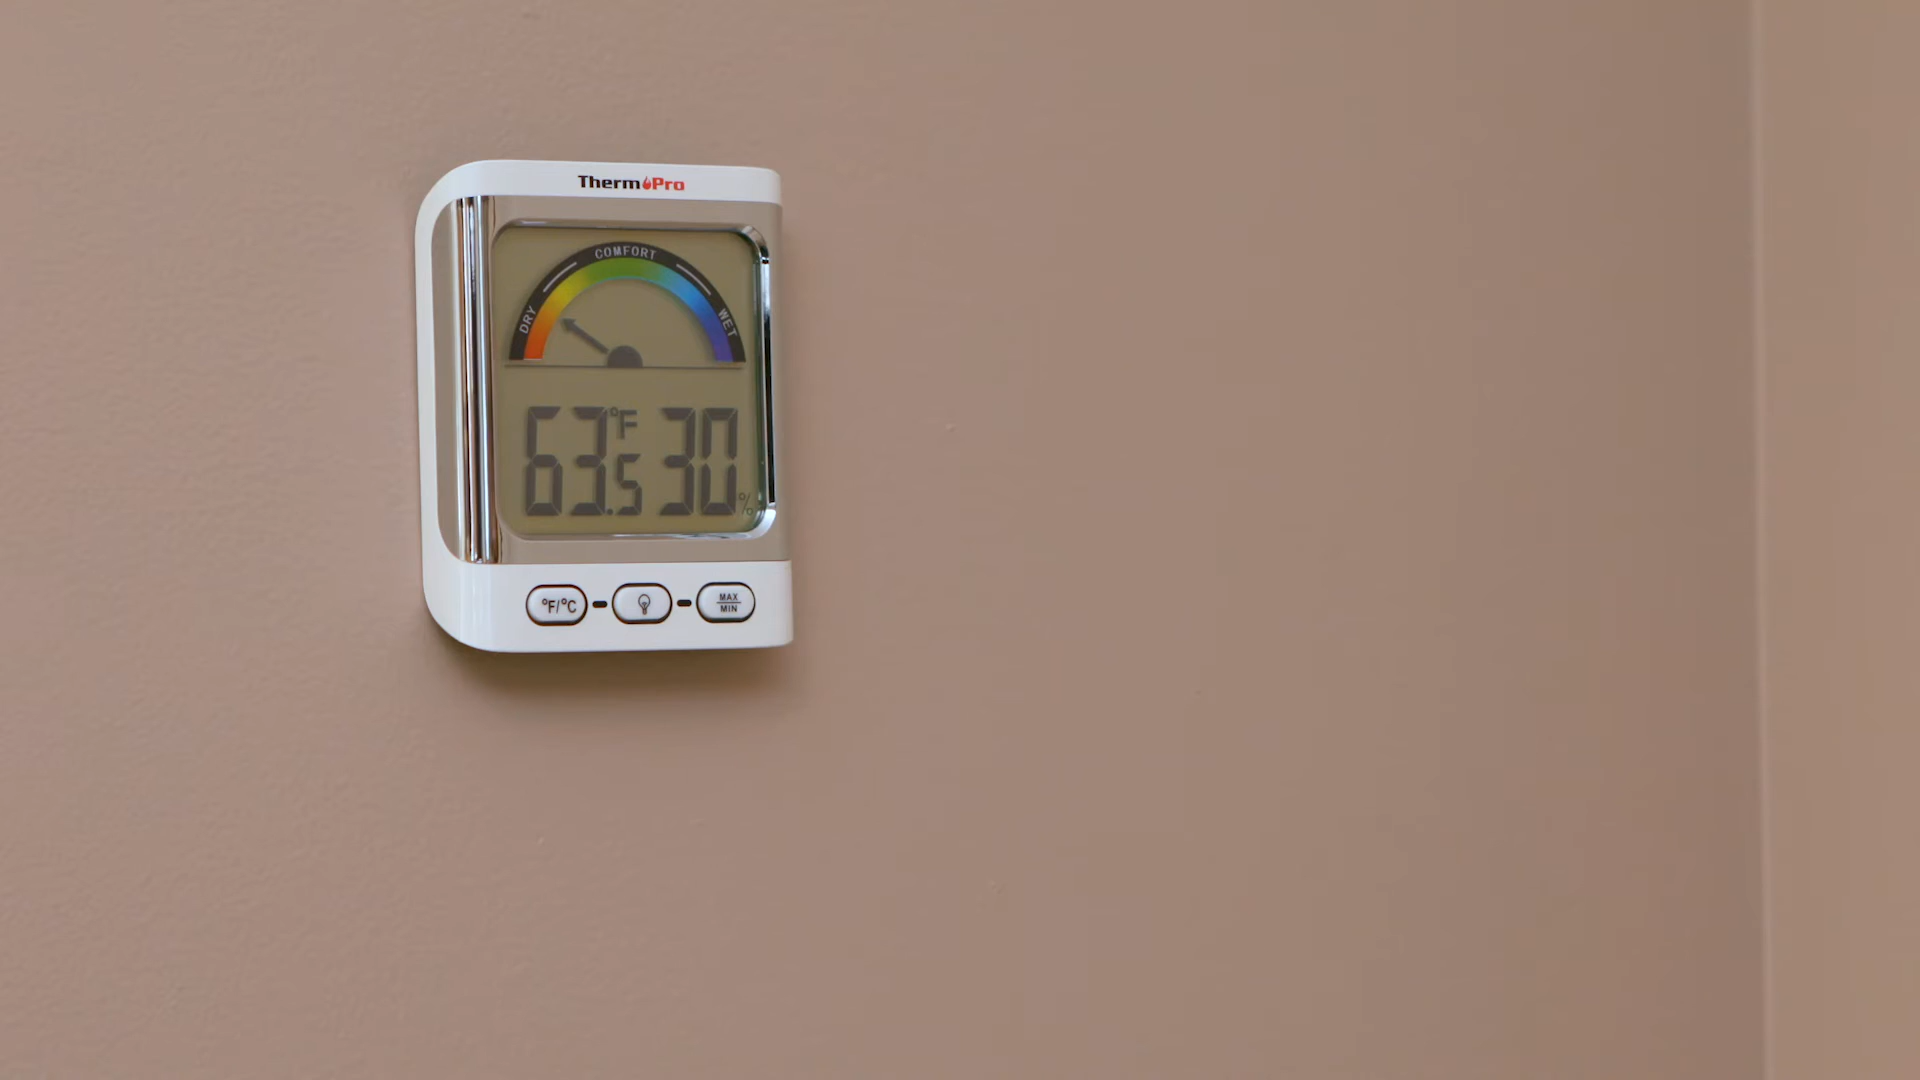 ThermoPro
COMFORT
DRY
WET
63.5 °F 30 %
°F/°C
MAX
MIN